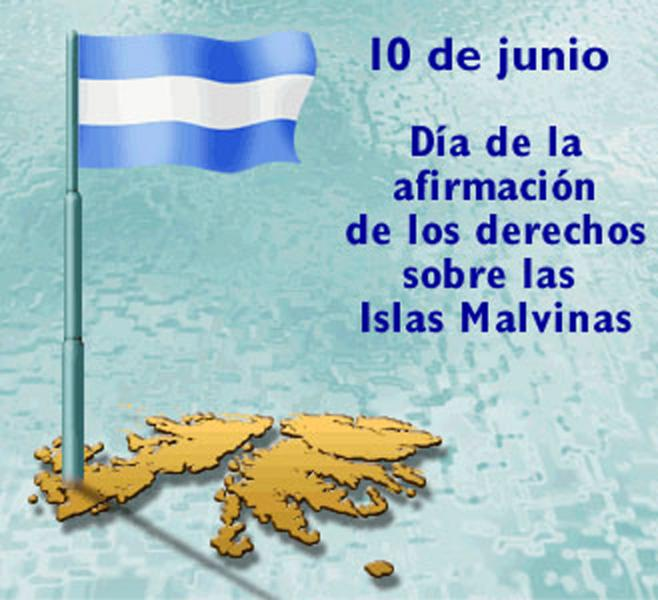 10 de junio
Día de la
afirmación
de los derechos
sobre las
Islas Malvinas